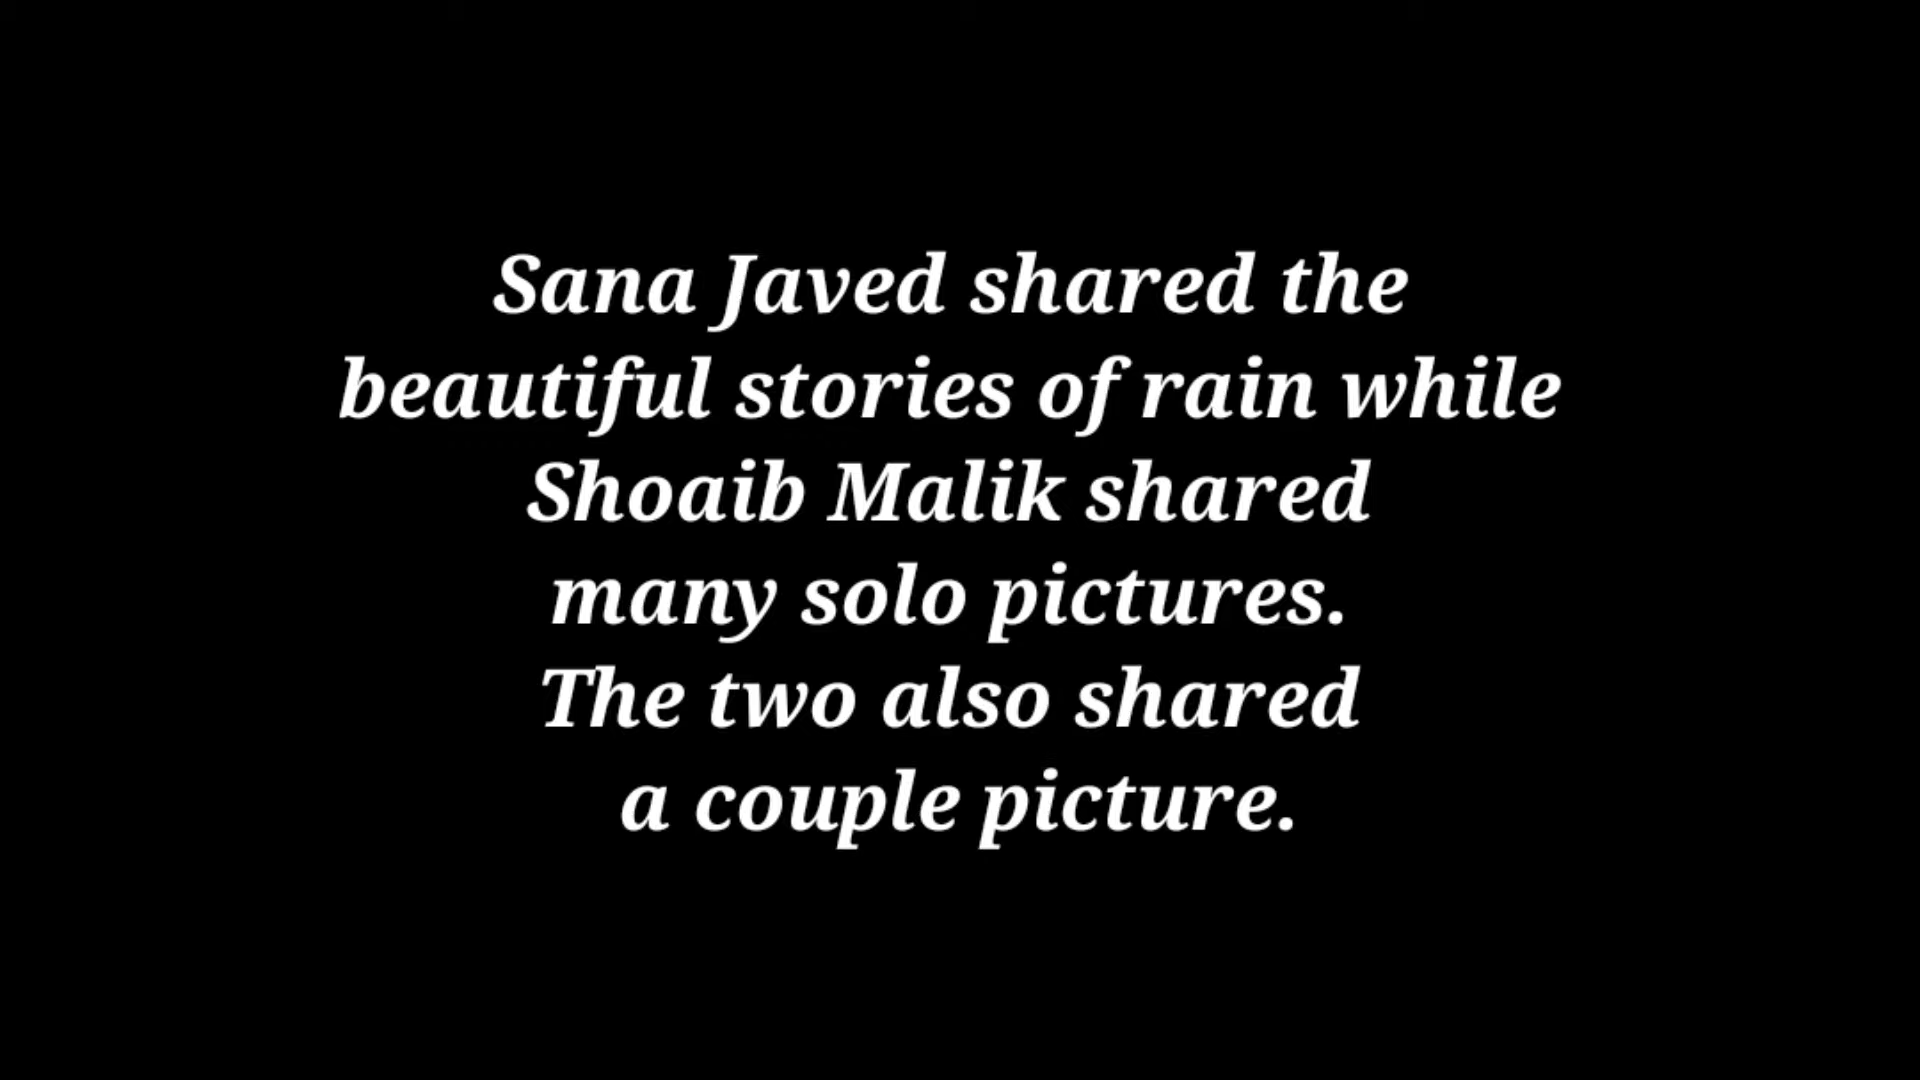 Sana Javed shared the
beautiful stories of rain while
Shoaib Malik shared
many solo pictures.
The two also shared
a couple picture.